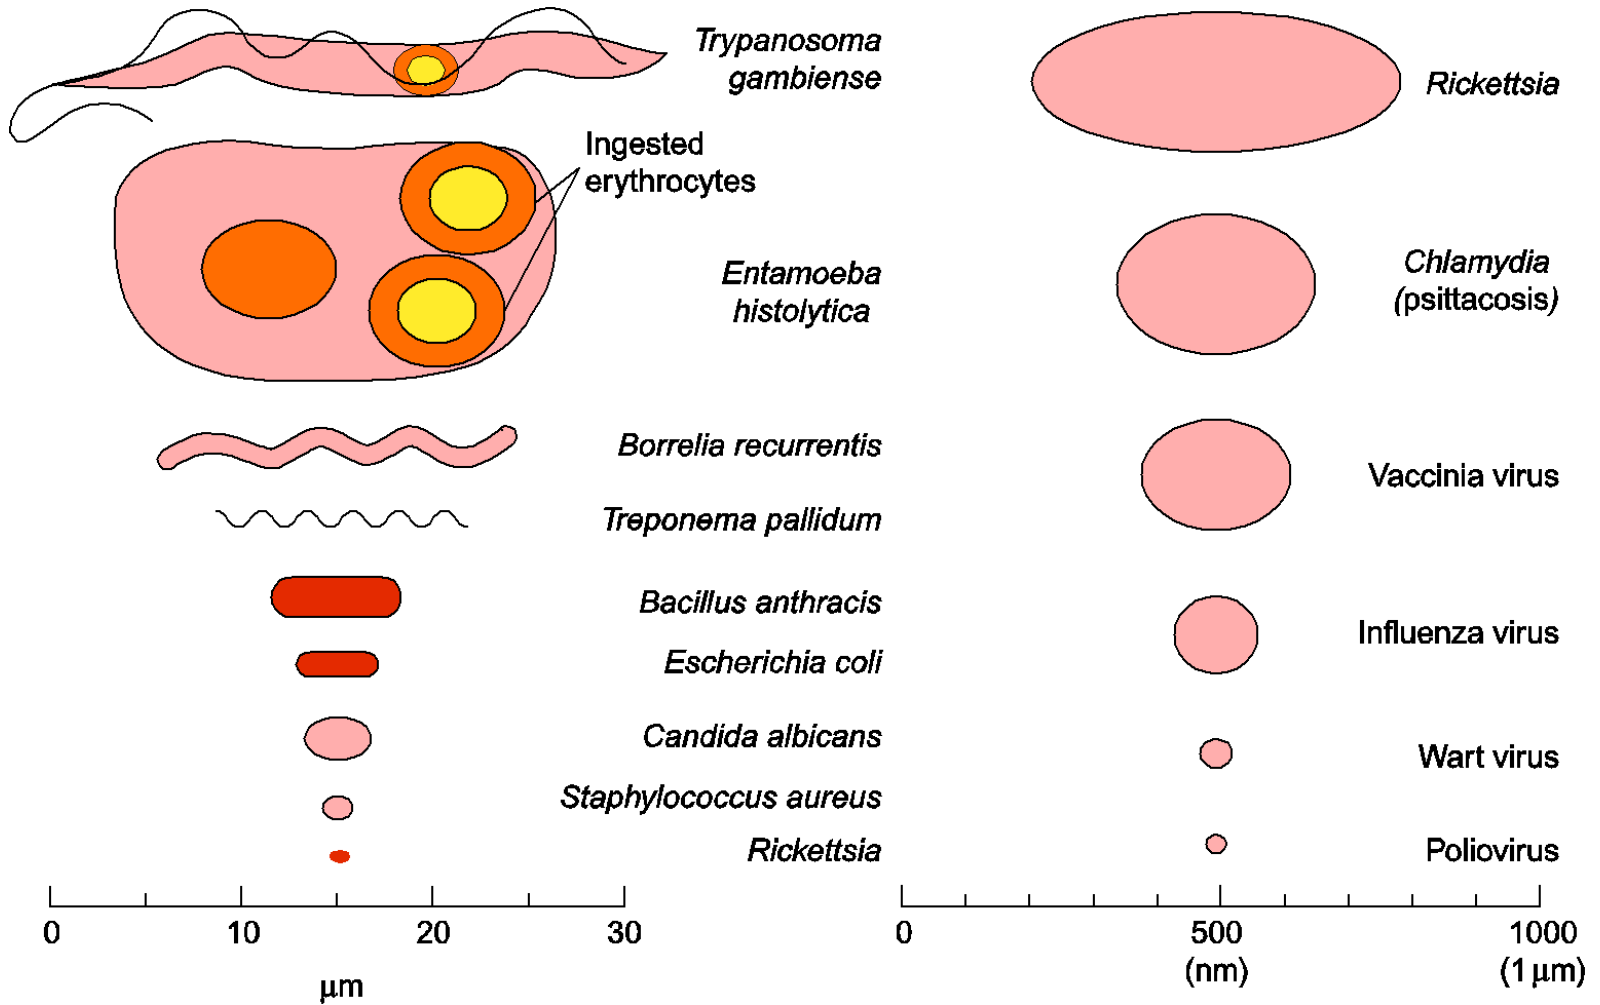 Trypanosoma
gambiense
Ingested
erythrocytes
Entamoeba
histolytica
Borrelia recurrentis
Treponema pallidum
Bacillus anthracis
Escherichia coli
Candida albicans
Staphylococcus aureus
Rickettsia
0 10 20 30
μm
Rickettsia
Chlamydia
(psittacosis)
Vaccinia virus
Influenza virus
Wart virus
Poliovirus
0 500 1000
(nm) (1 μm)